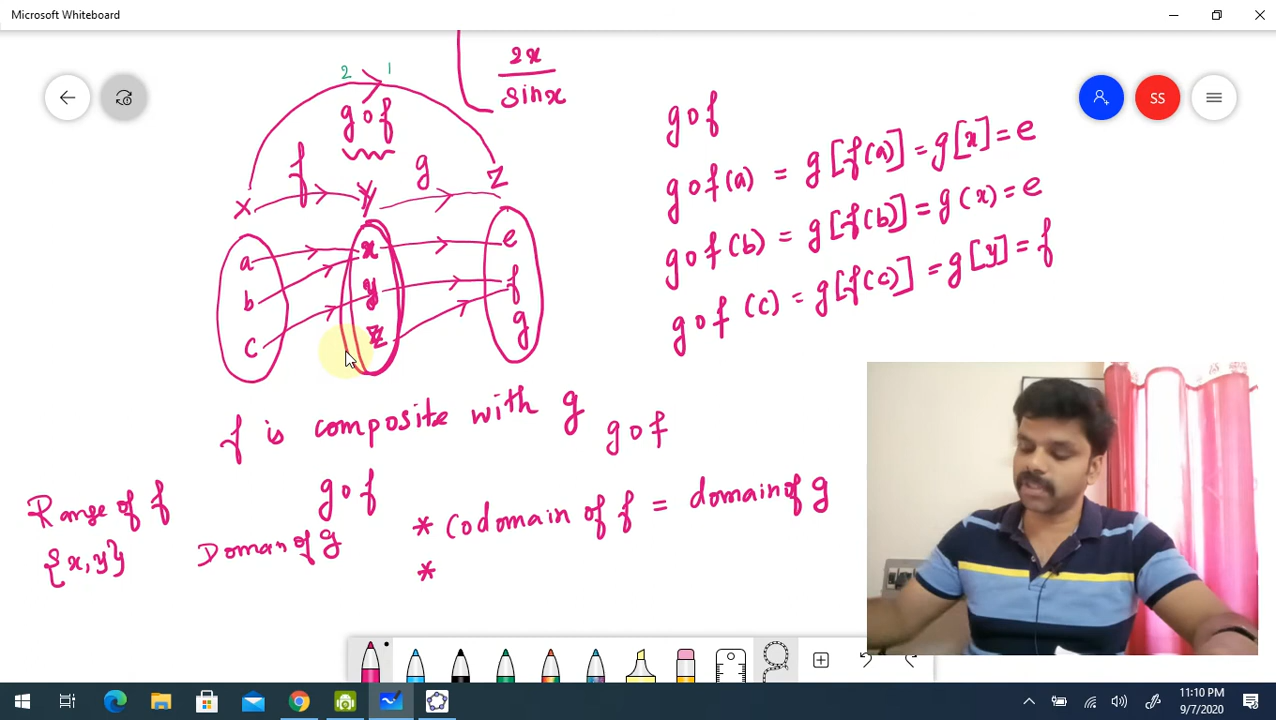 Microsoft Whiteboard
2x
sinx
2 1
gof
f
g
X
Y
Z
a
b
c
x
y
z
e
f
g
gof
gof(a) = g[f(a)] = g[x] = e
gof(b) = g[f(b)] = g(x) = e
gof(c) = g[f(c)] = g[y] = f
f is composite with g gof
Range of f
{x,y}
gof
Doman of g
* Codomain of f = domain of g
*
SS
11:10 PM
9/7/2020